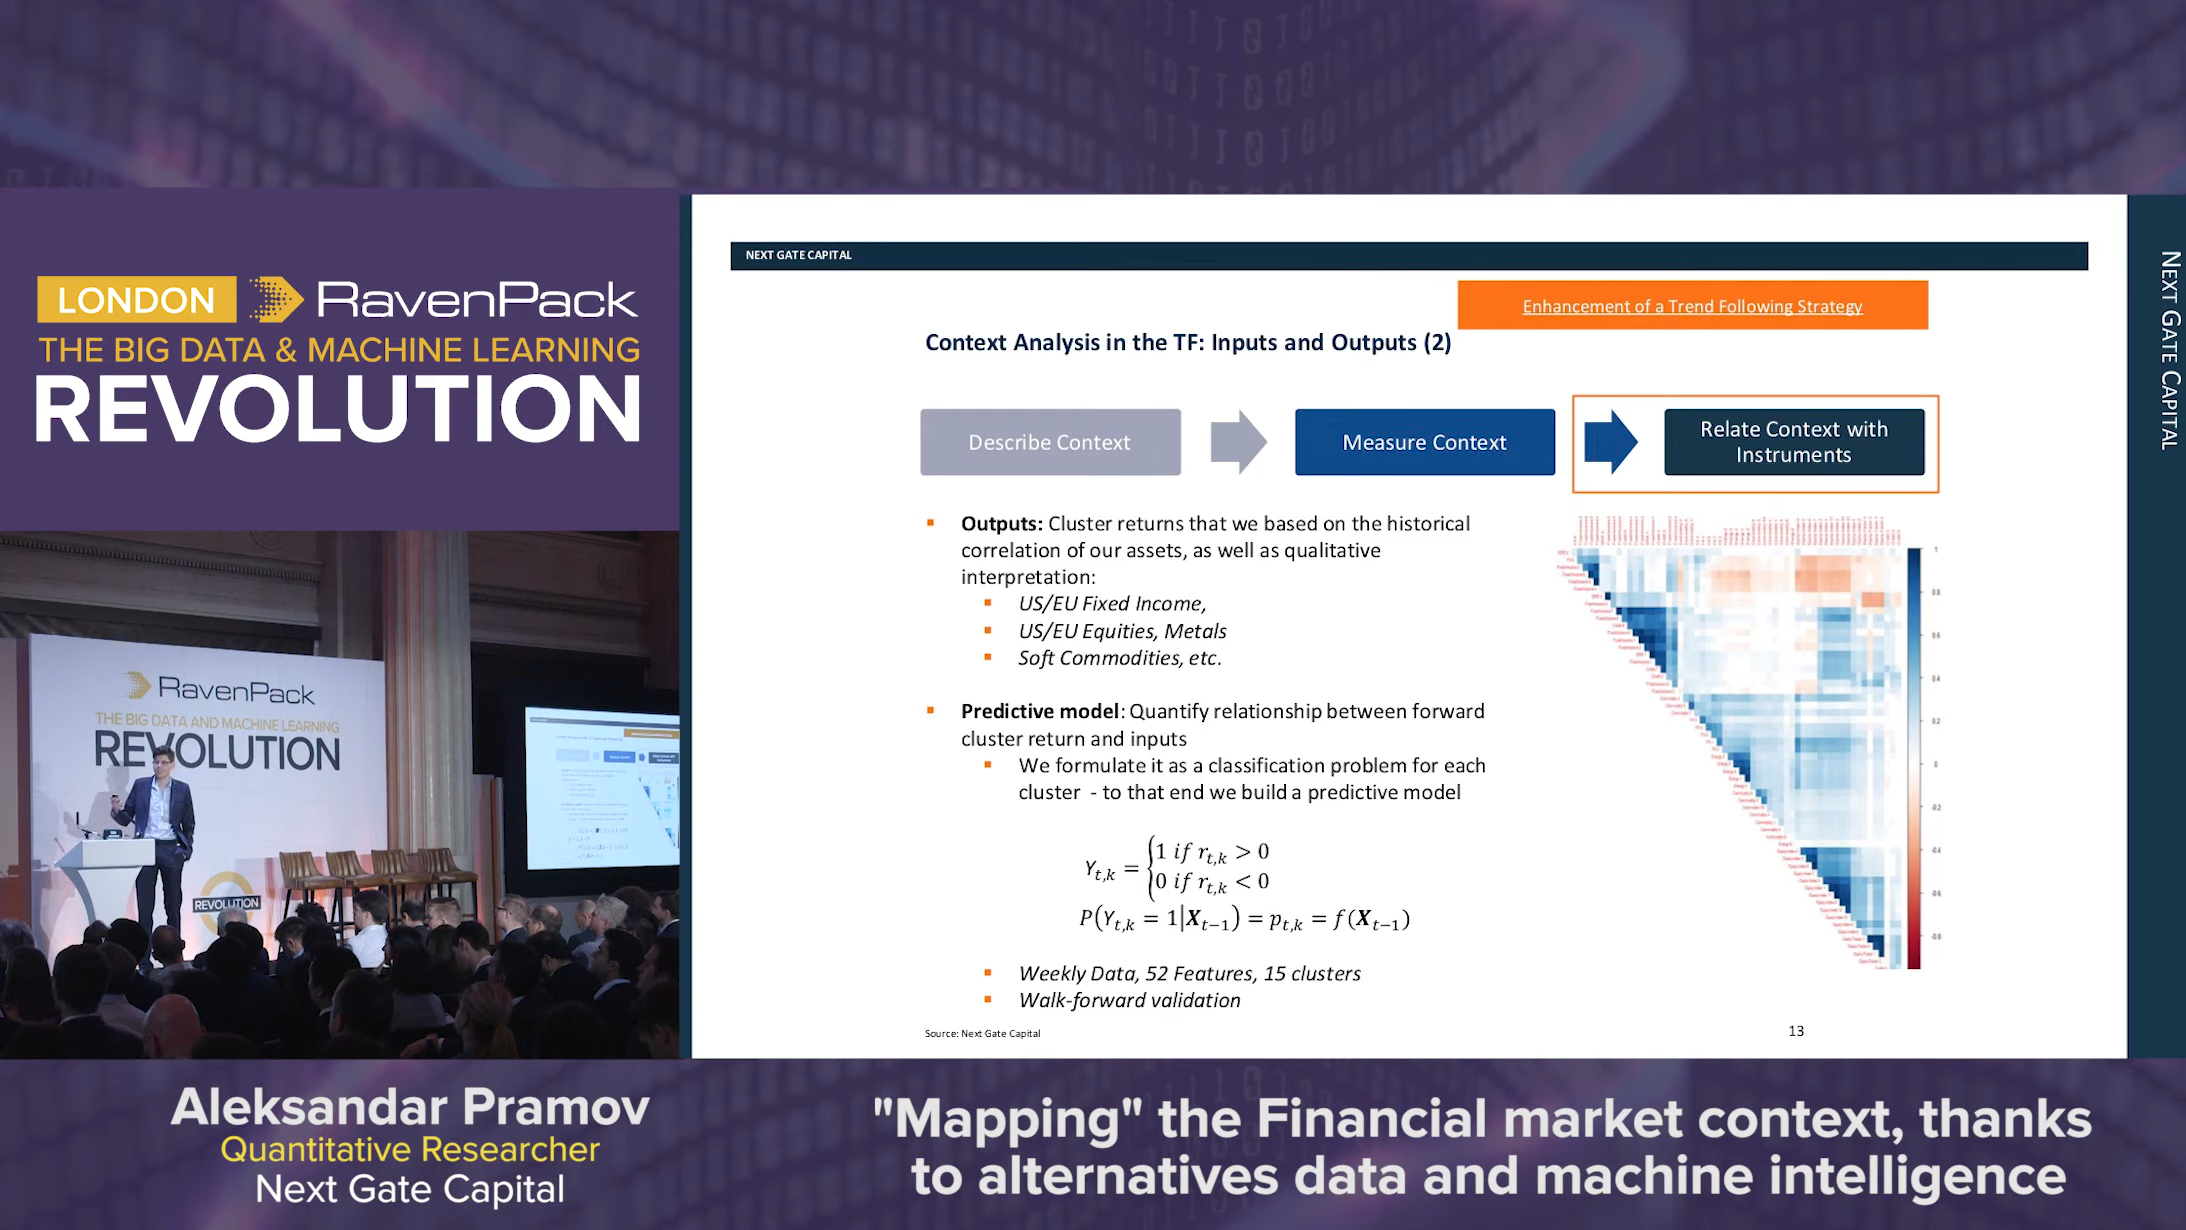 LONDON RavenPack
THE BIG DATA & MACHINE LEARNING
REVOLUTION
RavenPack
THE BIG DATA AND MACHINE LEARNING
REVOLUTION
REVOLUTION
NEXT GATE CAPITAL
Enhancement of a Trend Following Strategy
Context Analysis in the TF: Inputs and Outputs (2)
Describe Context
Measure Context
Relate Context with
Instruments
Outputs: Cluster returns that we based on the historical
correlation of our assets, as well as qualitative
interpretation:
US/EU Fixed Income,
US/EU Equities, Metals
Soft Commodities, etc.
Predictive model: Quantify relationship between forward
cluster return and inputs
We formulate it as a classification problem for each
cluster - to that end we build a predictive model
Y_{t,k} = {1 if r_{t,k} > 0
0 if r_{t,k} < 0
P(Y_{t,k} = 1|X_{t−1}) = p_{t,k} = f(X_{t−1})
Weekly Data, 52 Features, 15 clusters
Walk-forward validation
Source: Next Gate Capital
13
NEXT GATE CAPITAL
Aleksandar Pramov
Quantitative Researcher
Next Gate Capital
"Mapping" the Financial market context, thanks
to alternatives data and machine intelligence